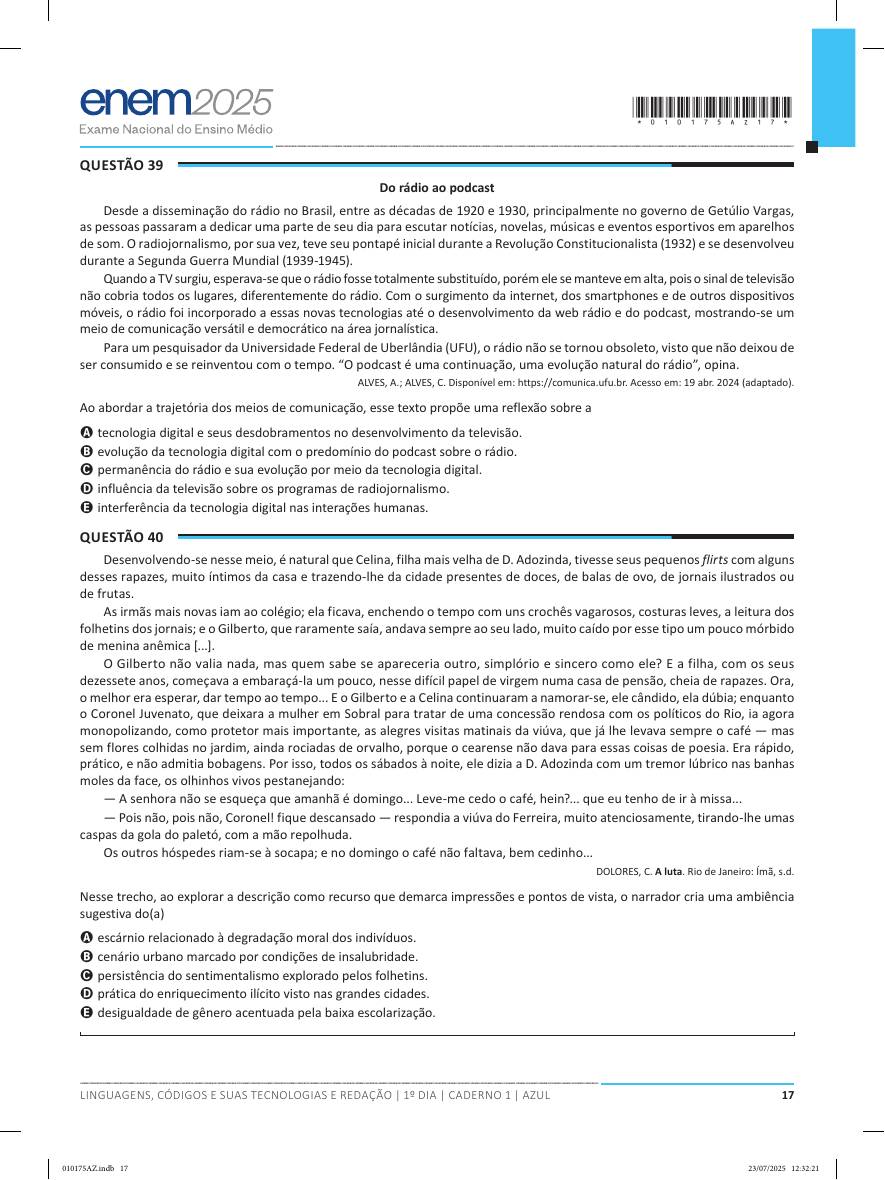 enem2025
Exame Nacional do Ensino Médio
*010175AZ17*
QUESTÃO 39
Do rádio ao podcast
Desde a disseminação do rádio no Brasil, entre as décadas de 1920 e 1930, principalmente no governo de Getúlio Vargas,
as pessoas passaram a dedicar uma parte de seu dia para escutar notícias, novelas, músicas e eventos esportivos em aparelhos
de som. O radiojornalismo, por sua vez, teve seu pontapé inicial durante a Revolução Constitucionalista (1932) e se desenvolveu
durante a Segunda Guerra Mundial (1939-1945).
Quando a TV surgiu, esperava-se que o rádio fosse totalmente substituído, porém ele se manteve em alta, pois o sinal de televisão
não cobria todos os lugares, diferentemente do rádio. Com o surgimento da internet, dos smartphones e de outros dispositivos
móveis, o rádio foi incorporado a essas novas tecnologias até o desenvolvimento da web rádio e do podcast, mostrando-se um
meio de comunicação versátil e democrático na área jornalística.
Para um pesquisador da Universidade Federal de Uberlândia (UFU), o rádio não se tornou obsoleto, visto que não deixou de
ser consumido e se reinventou com o tempo. “O podcast é uma continuação, uma evolução natural do rádio”, opina.
ALVES, A.; ALVES, C. Disponível em: https://comunica.ufu.br. Acesso em: 19 abr. 2024 (adaptado).
Ao abordar a trajetória dos meios de comunicação, esse texto propõe uma reflexão sobre a
A tecnologia digital e seus desdobramentos no desenvolvimento da televisão.
B evolução da tecnologia digital com o predomínio do podcast sobre o rádio.
C permanência do rádio e sua evolução por meio da tecnologia digital.
D influência da televisão sobre os programas de radiojornalismo.
E interferência da tecnologia digital nas interações humanas.
QUESTÃO 40
Desenvolvendo-se nesse meio, é natural que Celina, filha mais velha de D. Adozinda, tivesse seus pequenos flirts com alguns
desses rapazes, muito íntimos da casa e trazendo-lhe da cidade presentes de doces, de balas de ovo, de jornais ilustrados ou
de frutas.
As irmãs mais novas iam ao colégio; ela ficava, enchendo o tempo com uns crochês vagarosos, costuras leves, a leitura dos
folhetins dos jornais; e o Gilberto, que raramente saía, andava sempre ao seu lado, muito caído por esse tipo um pouco mórbido
de menina anêmica [...].
O Gilberto não valia nada, mas quem sabe se apareceria outro, simplório e sincero como ele? E a filha, com os seus
dezessete anos, começava a embaraçá-la um pouco, nesse difícil papel de virgem numa casa de pensão, cheia de rapazes. Ora,
o melhor era esperar, dar tempo ao tempo... E o Gilberto e a Celina continuaram a namorar-se, ele cândido, ela dúbia; enquanto
o Coronel Juvenato, que deixara a mulher em Sobral para tratar de uma concessão rendosa com os políticos do Rio, ia agora
monopolizando, como protetor mais importante, as alegres visitas matinais da viúva, que já lhe levava sempre o café — mas
sem flores colhidas no jardim, ainda rociadas de orvalho, porque o cearense não dava para essas coisas de poesia. Era rápido,
prático, e não admitia bobagens. Por isso, todos os sábados à noite, ele dizia a D. Adozinda com um tremor lúbrico nas banhas
moles da face, os olhinhos vivos pestanejando:
— A senhora não se esqueça que amanhã é domingo... Leve-me cedo o café, hein?... que eu tenho de ir à missa...
— Pois não, pois não, Coronel! fique descansado — respondia a viúva do Ferreira, muito atenciosamente, tirando-lhe umas
caspas da gola do paletó, com a mão repolhuda.
Os outros hóspedes riam-se à socapa; e no domingo o café não faltava, bem cedinho...
DOLORES, C. A luta. Rio de Janeiro: Ímã, s.d.
Nesse trecho, ao explorar a descrição como recurso que demarca impressões e pontos de vista, o narrador cria uma ambiência
sugestiva do(a)
A escárnio relacionado à degradação moral dos indivíduos.
B cenário urbano marcado por condições de insalubridade.
C persistência do sentimentalismo explorado pelos folhetins.
D prática do enriquecimento ilícito visto nas grandes cidades.
E desigualdade de gênero acentuada pela baixa escolarização.
LINGUAGENS, CÓDIGOS E SUAS TECNOLOGIAS E REDAÇÃO | 1º DIA | CADERNO 1 | AZUL
17
010175AZ.indb 17
23/07/2025 12:32:21